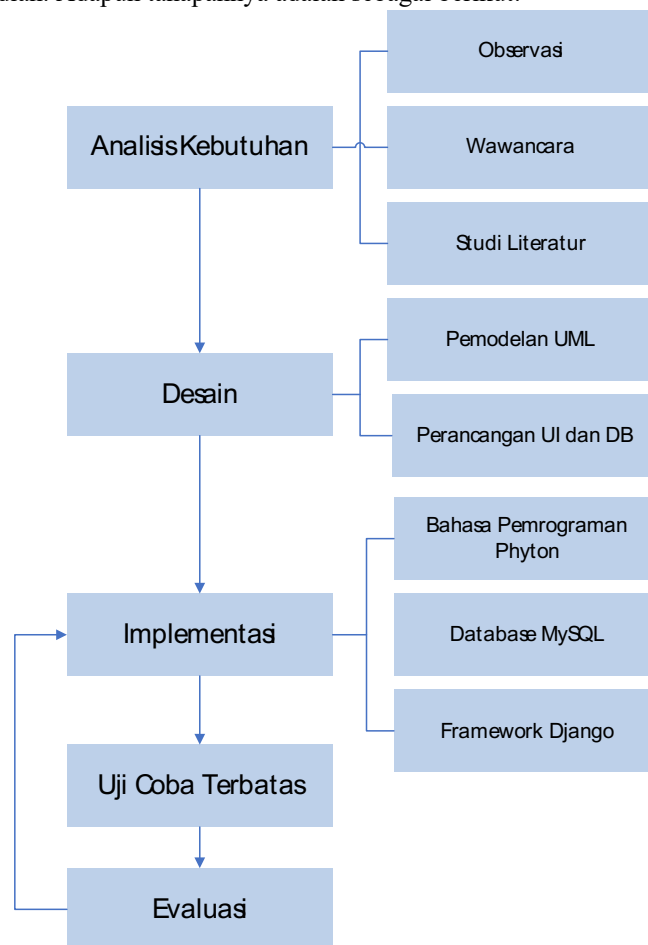 Observasi
Analisis Kebutuhan
Wawancara
Studi Literatur
Pemodelan UML
Desain
Perancangan UI dan DB
Bahasa Pemrograman
Phyton
Implementasi
Database MySQL
Framework Django
Uji Coba Terbatas
Evaluasi